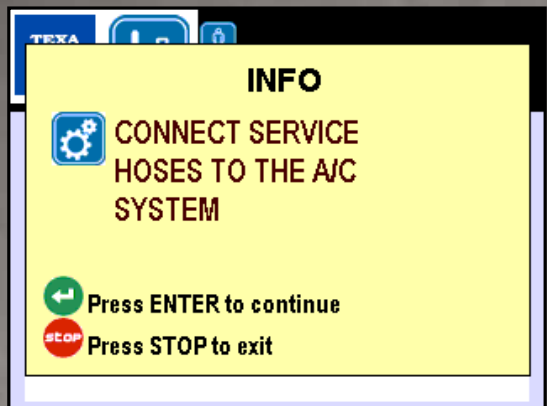 TEXA
INFO
CONNECT SERVICE
HOSES TO THE A/C
SYSTEM
Press ENTER to continue
stop Press STOP to exit